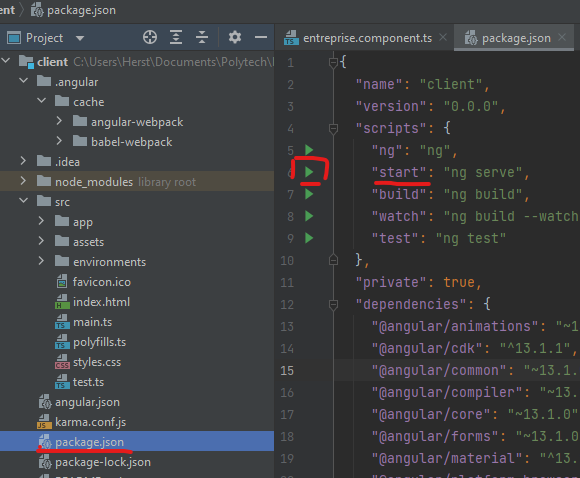 ent
package.json
Project
entreprise.component.ts
package.json
client C:\Users\Herst\Documents\Polytech\
.angular
cache
angular-webpack
babel-webpack
.idea
node_modules library root
src
app
assets
environments
favicon.ico
index.html
main.ts
polyfills.ts
styles.css
test.ts
angular.json
karma.conf.js
package.json
package-lock.json
1 {
2 "name": "client",
3 "version": "0.0.0",
4 "scripts": {
5 "ng": "ng",
6 "start": "ng serve",
7 "build": "ng build",
8 "watch": "ng build --watch
9 "test": "ng test"
10 },
11 "private": true,
12 "dependencies": {
13 "@angular/animations": "~1
14 "@angular/cdk": "^13.1.1",
15 "@angular/common": "~13.1.
16 "@angular/compiler": "~13.
17 "@angular/core": "~13.1.0"
18 "@angular/forms": "~13.1.0
19 "@angular/material": "^13.